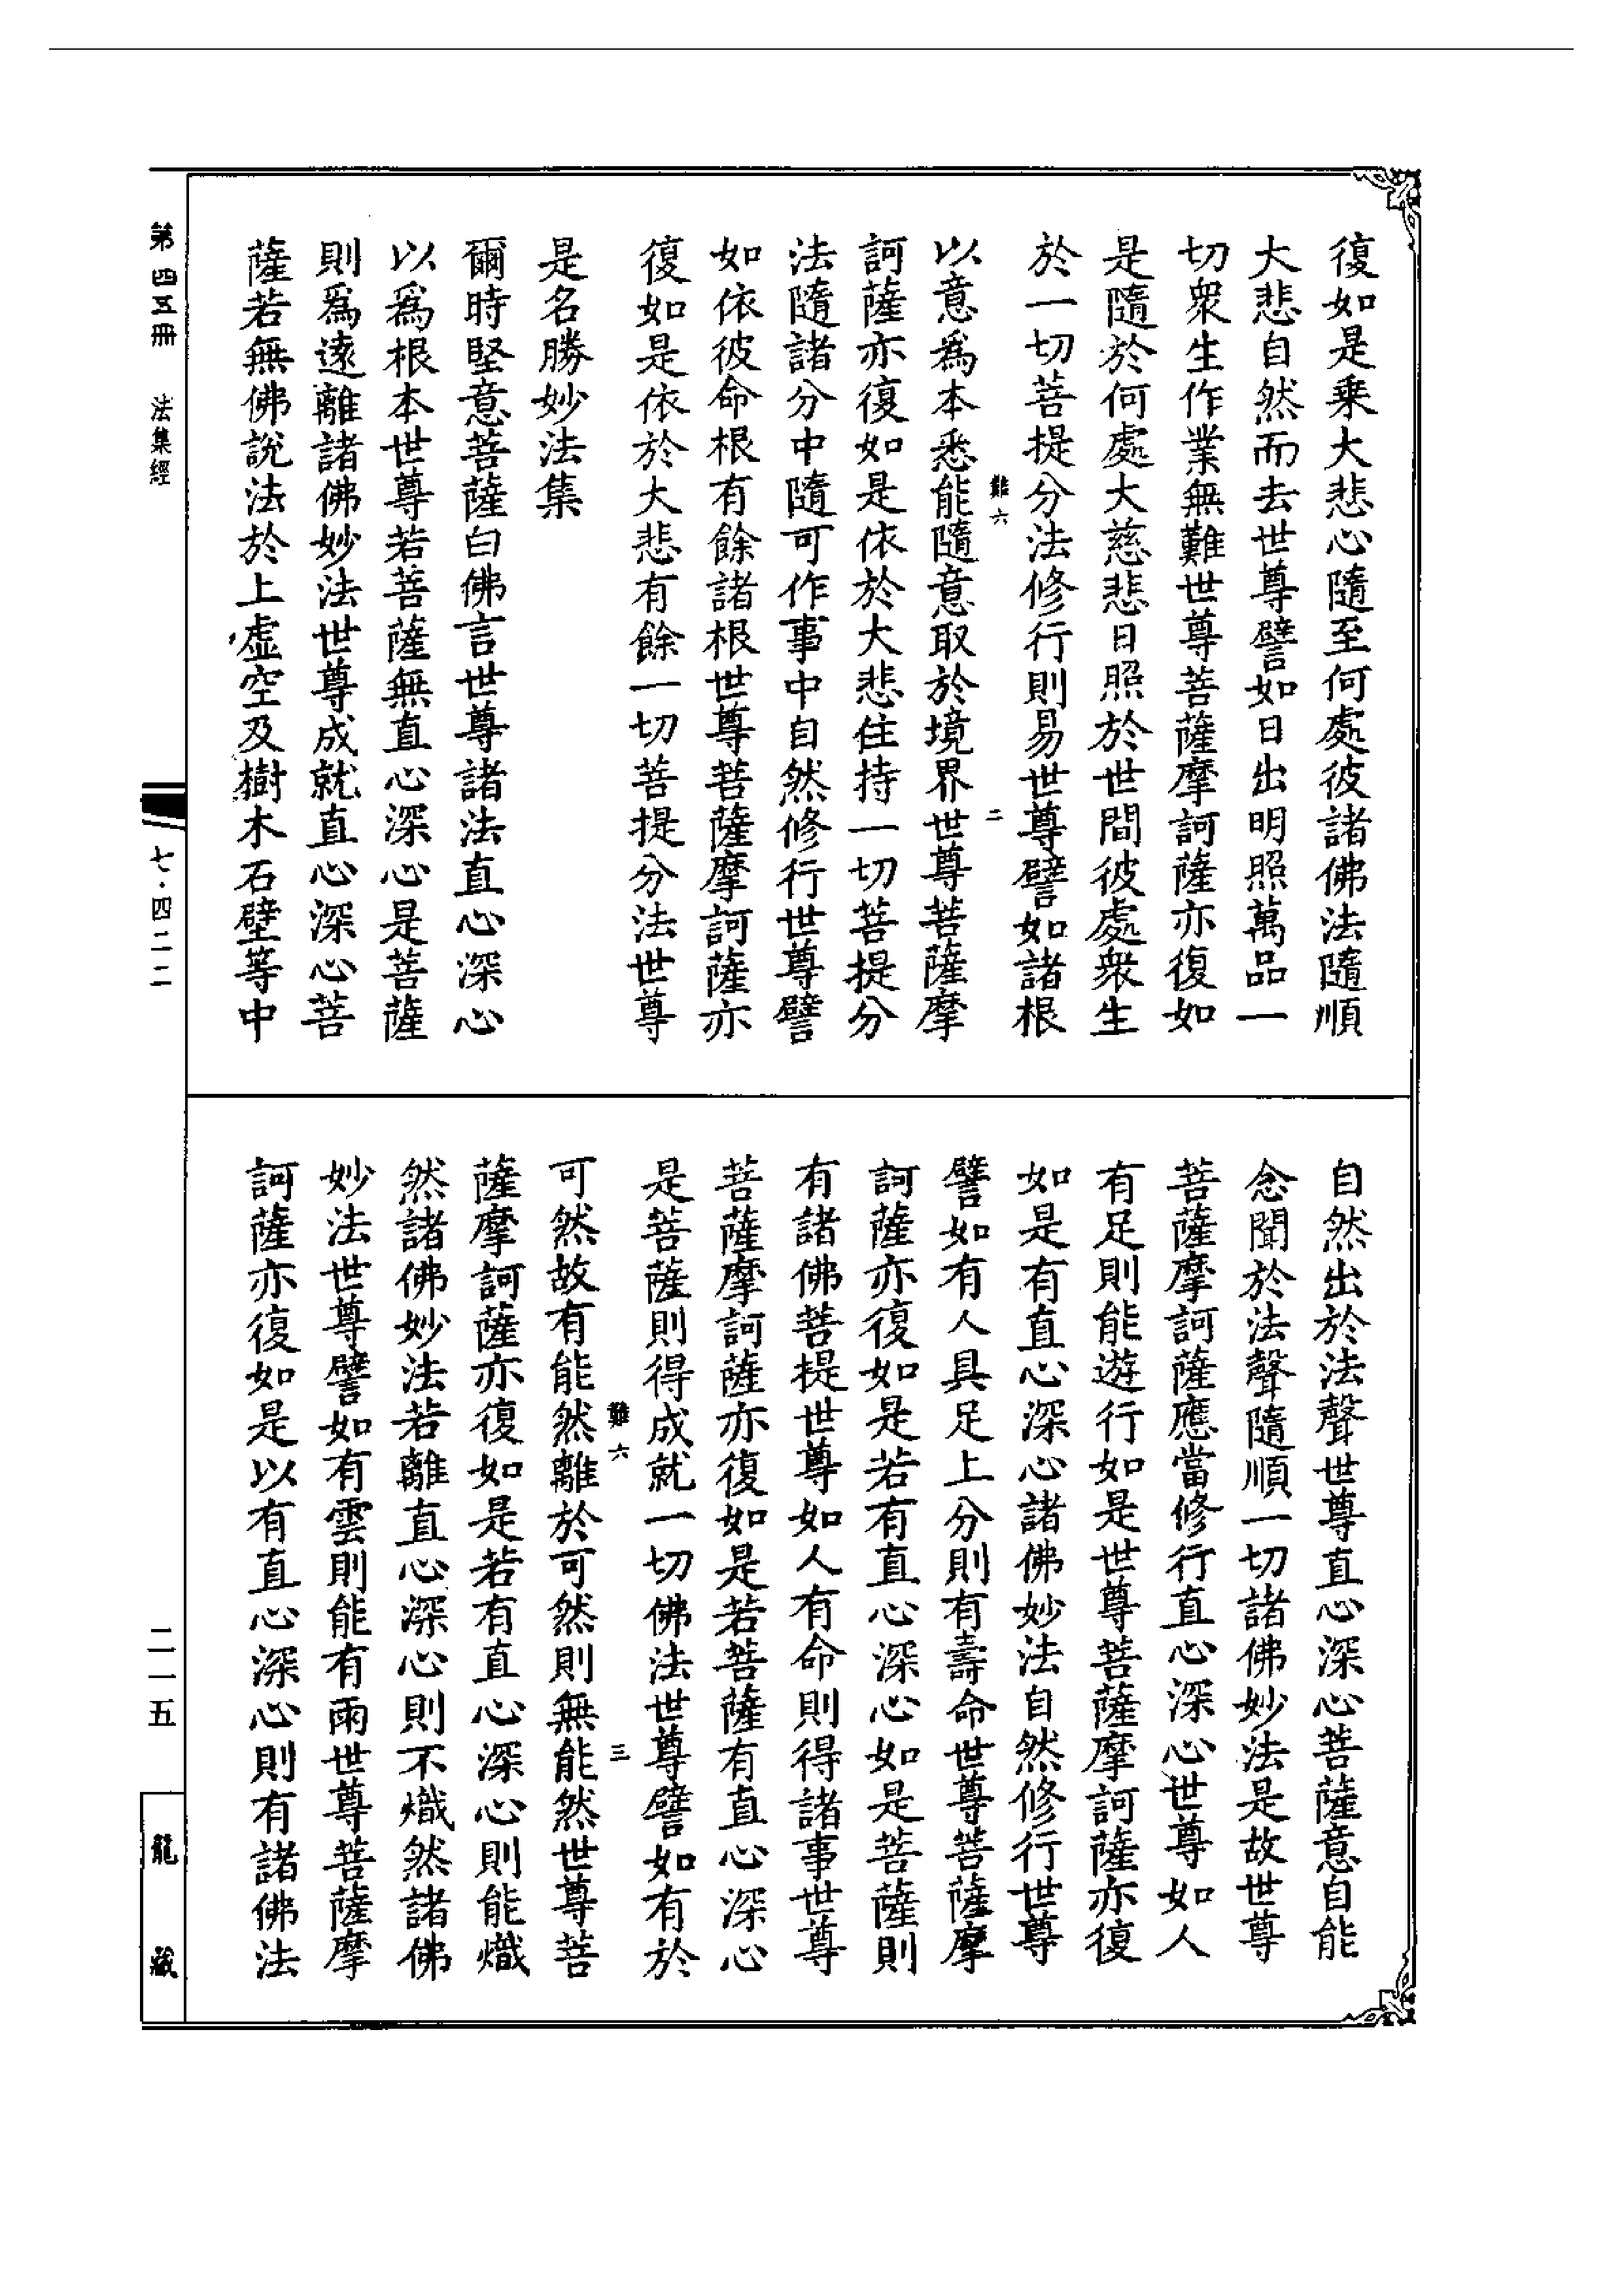 復如是乘大悲心隨至何處彼諸佛法隨順
大悲自然而去世尊譬如日出明照萬品一
切眾生作業無難世尊菩薩摩訶薩亦復如
是隨於何處大慈悲日照於世間彼處眾生
於一切菩提分法修行則易世尊譬如諸根
難六 二
以意為本悉能隨意取於境界世尊菩薩摩
訶薩亦復如是依於大悲住持一切菩提分
法隨諸分中隨可作事中自然修行世尊譬
如依彼命根有餘諸根世尊菩薩摩訶薩亦
復如是依於大悲有餘一切菩提分法世尊
是名勝妙法集
爾時堅意菩薩白佛言世尊諸法直心深心
以為根本世尊若菩薩無直心深心是菩薩
則為遠離諸佛妙法世尊成就直心深心菩
薩若無佛說法於上虛空及樹木石壁等中
自然出於法聲世尊直心深心菩薩意自能
念聞於法聲隨順一切諸佛妙法是故世尊
菩薩摩訶薩應當修行直心深心世尊如人
有足則能遊行如是世尊菩薩摩訶薩亦復
如是有直心深心諸佛妙法自然修行世尊
譬如有人具足上分則有壽命世尊菩薩摩
訶薩亦復如是若有直心深心如是菩薩則
有諸佛菩提世尊如人有命則得諸事世尊
菩薩摩訶薩亦復如是若菩薩有直心深心
是菩薩則得成就一切佛法世尊譬如有於
難六 三
可然故有能然離於可然則無能然世尊菩
薩摩訶薩亦復如是若有直心深心則能熾
然諸佛妙法若離直心深心則不熾然諸佛
妙法世尊譬如有雲則能有雨世尊菩薩摩
訶薩亦復如是以有直心深心則有諸佛法
第四五冊 法集經
七·四二二
二一五
龍藏